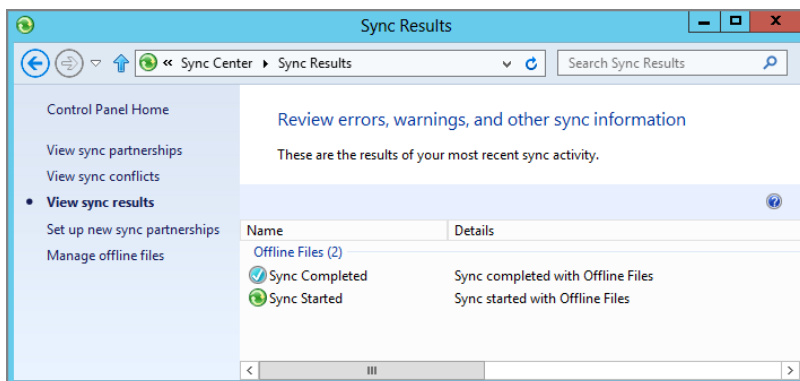 Sync Results
« Sync Center ▸ Sync Results
Search Sync Results
Control Panel Home
View sync partnerships
View sync conflicts
• View sync results
Set up new sync partnerships
Manage offline files
Review errors, warnings, and other sync information
These are the results of your most recent sync activity.
Name Details
Offline Files (2)
Sync Completed Sync completed with Offline Files
Sync Started Sync started with Offline Files